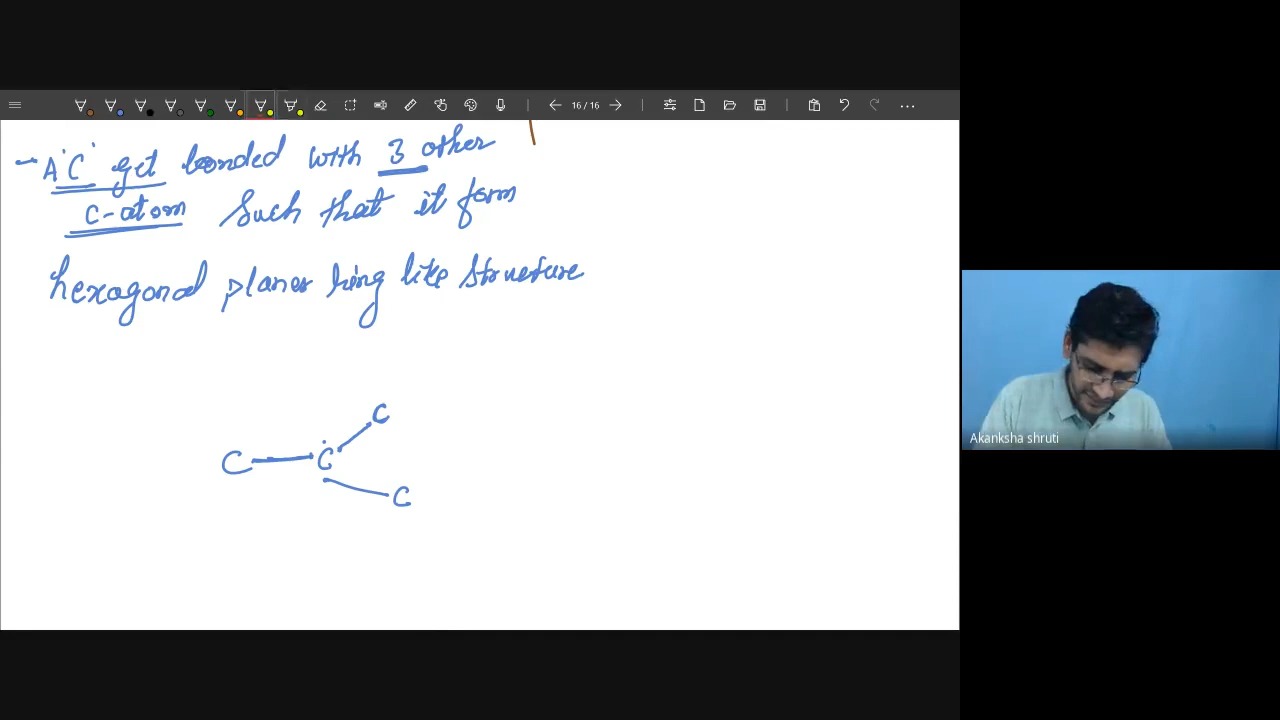 16 / 16
- A 'C' get bonded with 3 other
C-atom Such that it form
hexagonal planer ring like structure
C
C C
C
Akanksha shruti